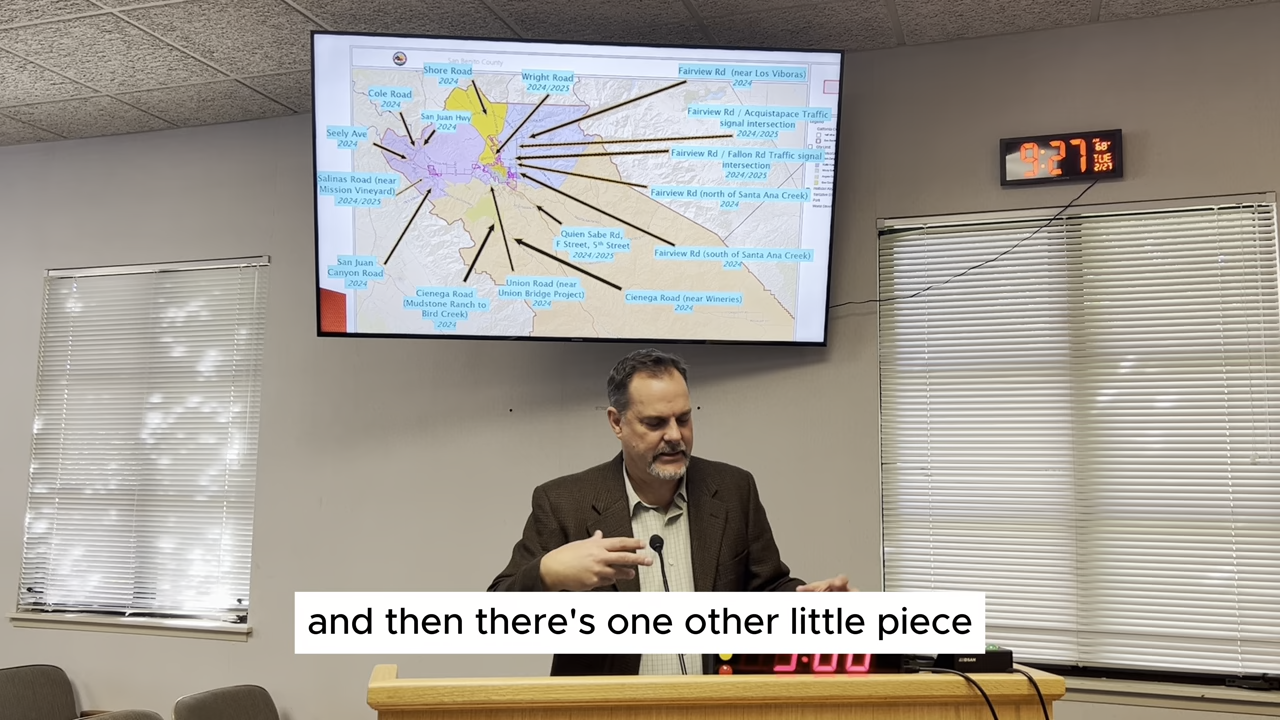 San Benito County
Shore Road
2024
Wright Road
2024/2025
Fairview Rd (near Los Viboras)
2024
Cole Road
2024
San Juan Hwy
2024
Fairview Rd / Acquistapace Traffic
signal intersection
2024/2025
Seely Ave
2024
Fairview Rd / Fallon Rd Traffic signal
intersection
2024/2025
Salinas Road (near
Mission Vineyard)
2024/2025
Fairview Rd (north of Santa Ana Creek)
2024
Quien Sabe Rd,
F Street, 5th Street
2024/2025
Fairview Rd (south of Santa Ana Creek)
2024
San Juan
Canyon Road
2024
Cienega Road
(Mudstone Ranch to
Bird Creek)
2024
Union Road (near
Union Bridge Project)
2024
Cienega Road (near Wineries)
2024
9:27
68°
TUE
2/27
and then there's one other little piece
3:00